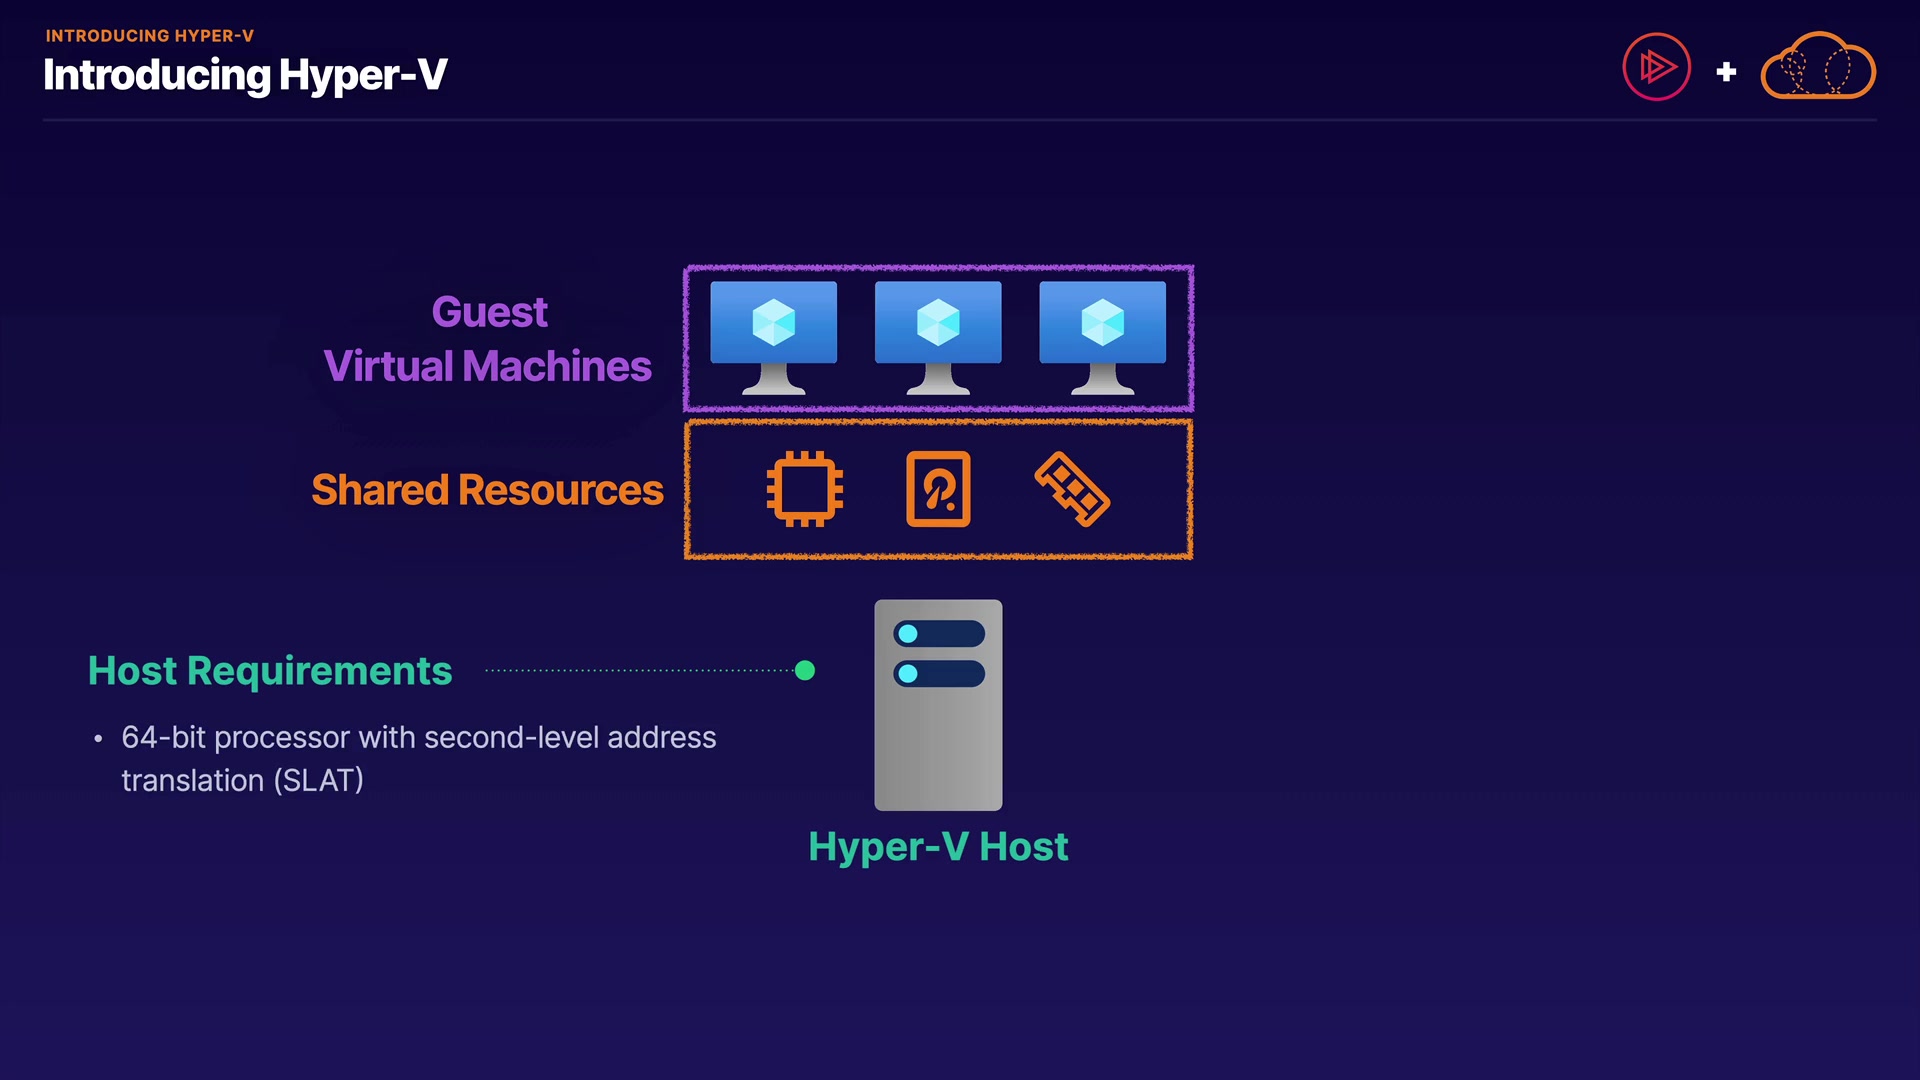 INTRODUCING HYPER-V
Introducing Hyper-V
Guest
Virtual Machines
Shared Resources
Host Requirements
• 64-bit processor with second-level address
translation (SLAT)
Hyper-V Host